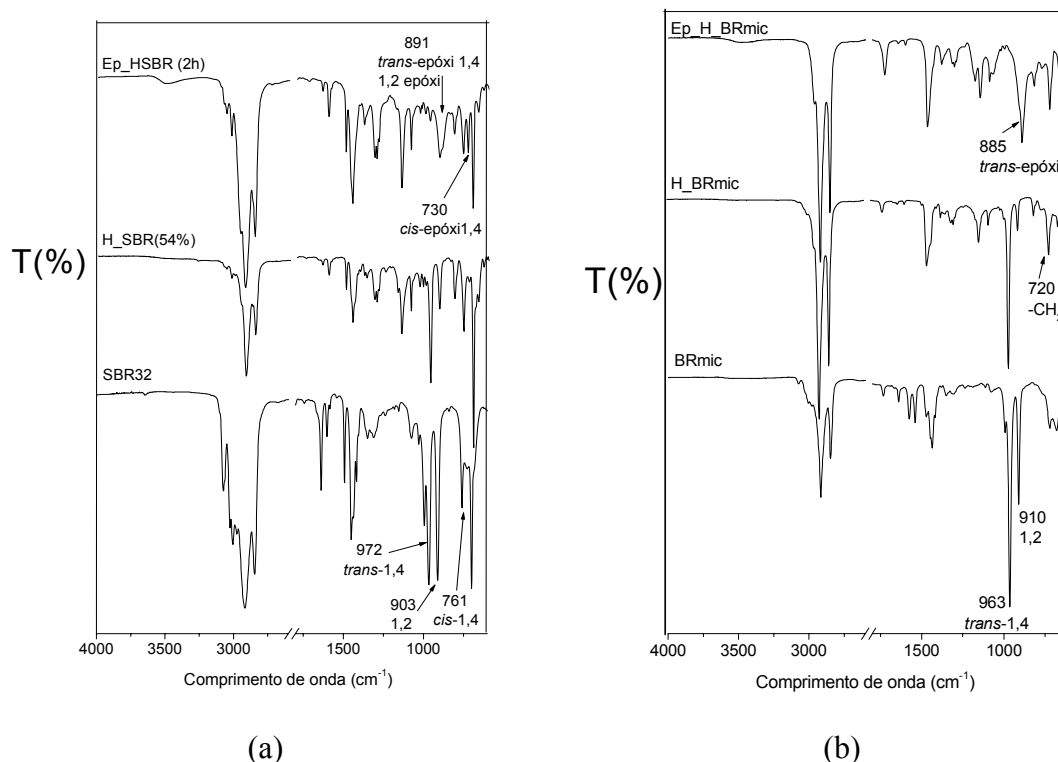 Ep_HSBR (2h)
891
trans-epóxi 1,4
1,2 epóxi
730
cis-epóxi1,4
H_SBR(54%)
T(%)
SBR32
972
trans-1,4
903
1,2
761
cis-1,4
4000 3500 3000 1500 1000
Comprimento de onda (cm⁻¹)
(a)
Ep_H_BRmic
885
trans-epóxi
H_BRmic
T(%)
720
-CH
BRmic
910
1,2
963
trans-1,4
4000 3500 3000 1500 1000
Comprimento de onda (cm⁻¹)
(b)